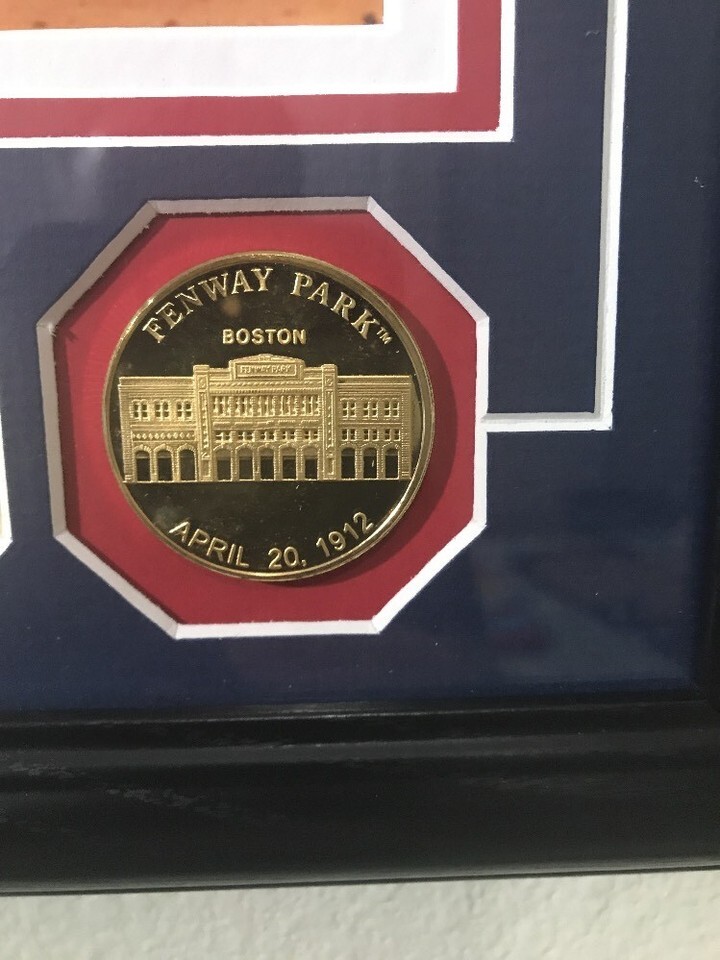 FENWAY PARK™
BOSTON
FENWAY PARK
APRIL 20, 1912